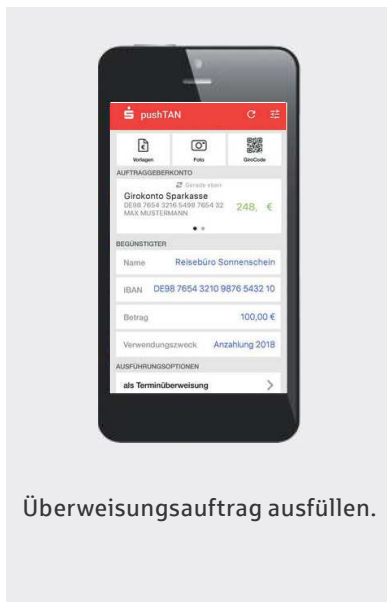 pushTAN
Vorlagen Foto GiroCode
AUFTRAGGEBERKONTO
Gerade eben
Girokonto Sparkasse
DE98 7654 3216 5498 7654 32
MAX MUSTERMANN
248, €
BEGÜNSTIGTER
Name Reisebüro Sonnenschein
IBAN DE98 7654 3210 9876 5432 10
Betrag 100,00 €
Verwendungszweck Anzahlung 2018
AUSFÜHRUNGSOPTIONEN
als Terminüberweisung
Überweisungsauftrag ausfüllen.